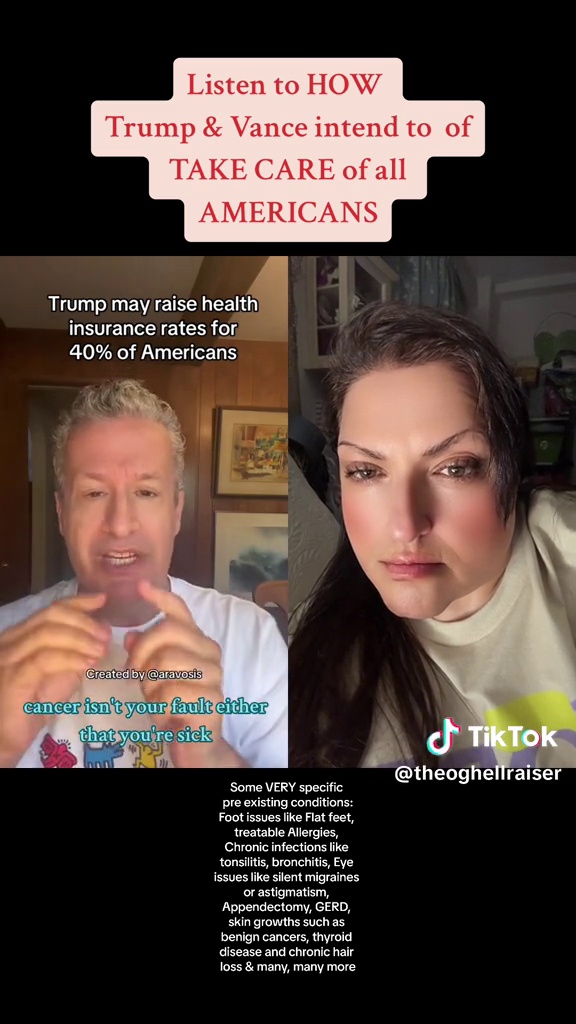 Listen to HOW
Trump & Vance intend to of
TAKE CARE of all
AMERICANS
Trump may raise health
insurance rates for
40% of Americans
Created by @aravosis
cancer isn't your fault either
that you're sick
TikTok
@theoghellraiser
Some VERY specific
pre existing conditions:
Foot issues like Flat feet,
treatable Allergies,
Chronic infections like
tonsilitis, bronchitis, Eye
issues like silent migraines
or astigmatism,
Appendectomy, GERD,
skin growths such as
benign cancers, thyroid
disease and chronic hair
loss & many, many more